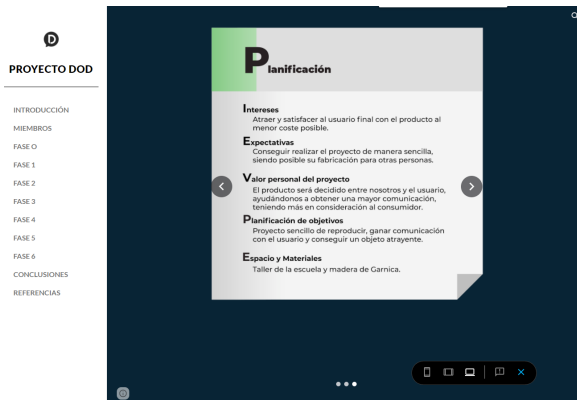 D
PROYECTO DOD
INTRODUCCIÓN
MIEMBROS
FASE O
FASE 1
FASE 2
FASE 3
FASE 4
FASE 5
FASE 6
CONCLUSIONES
REFERENCIAS
Planificación
Intereses
Atraer y satisfacer al usuario final con el producto al
menor coste posible.
Expectativas
Conseguir realizar el proyecto de manera sencilla,
siendo posible su fabricación para otras personas.
Valor personal del proyecto
El producto será decidido entre nosotros y el usuario,
ayudándonos a obtener una mayor comunicación,
teniendo más en consideración al consumidor.
Planificación de objetivos
Proyecto sencillo de reproducir, ganar comunicación
con el usuario y conseguir un objeto atrayente.
Espacio y Materiales
Taller de la escuela y madera de Garnica.